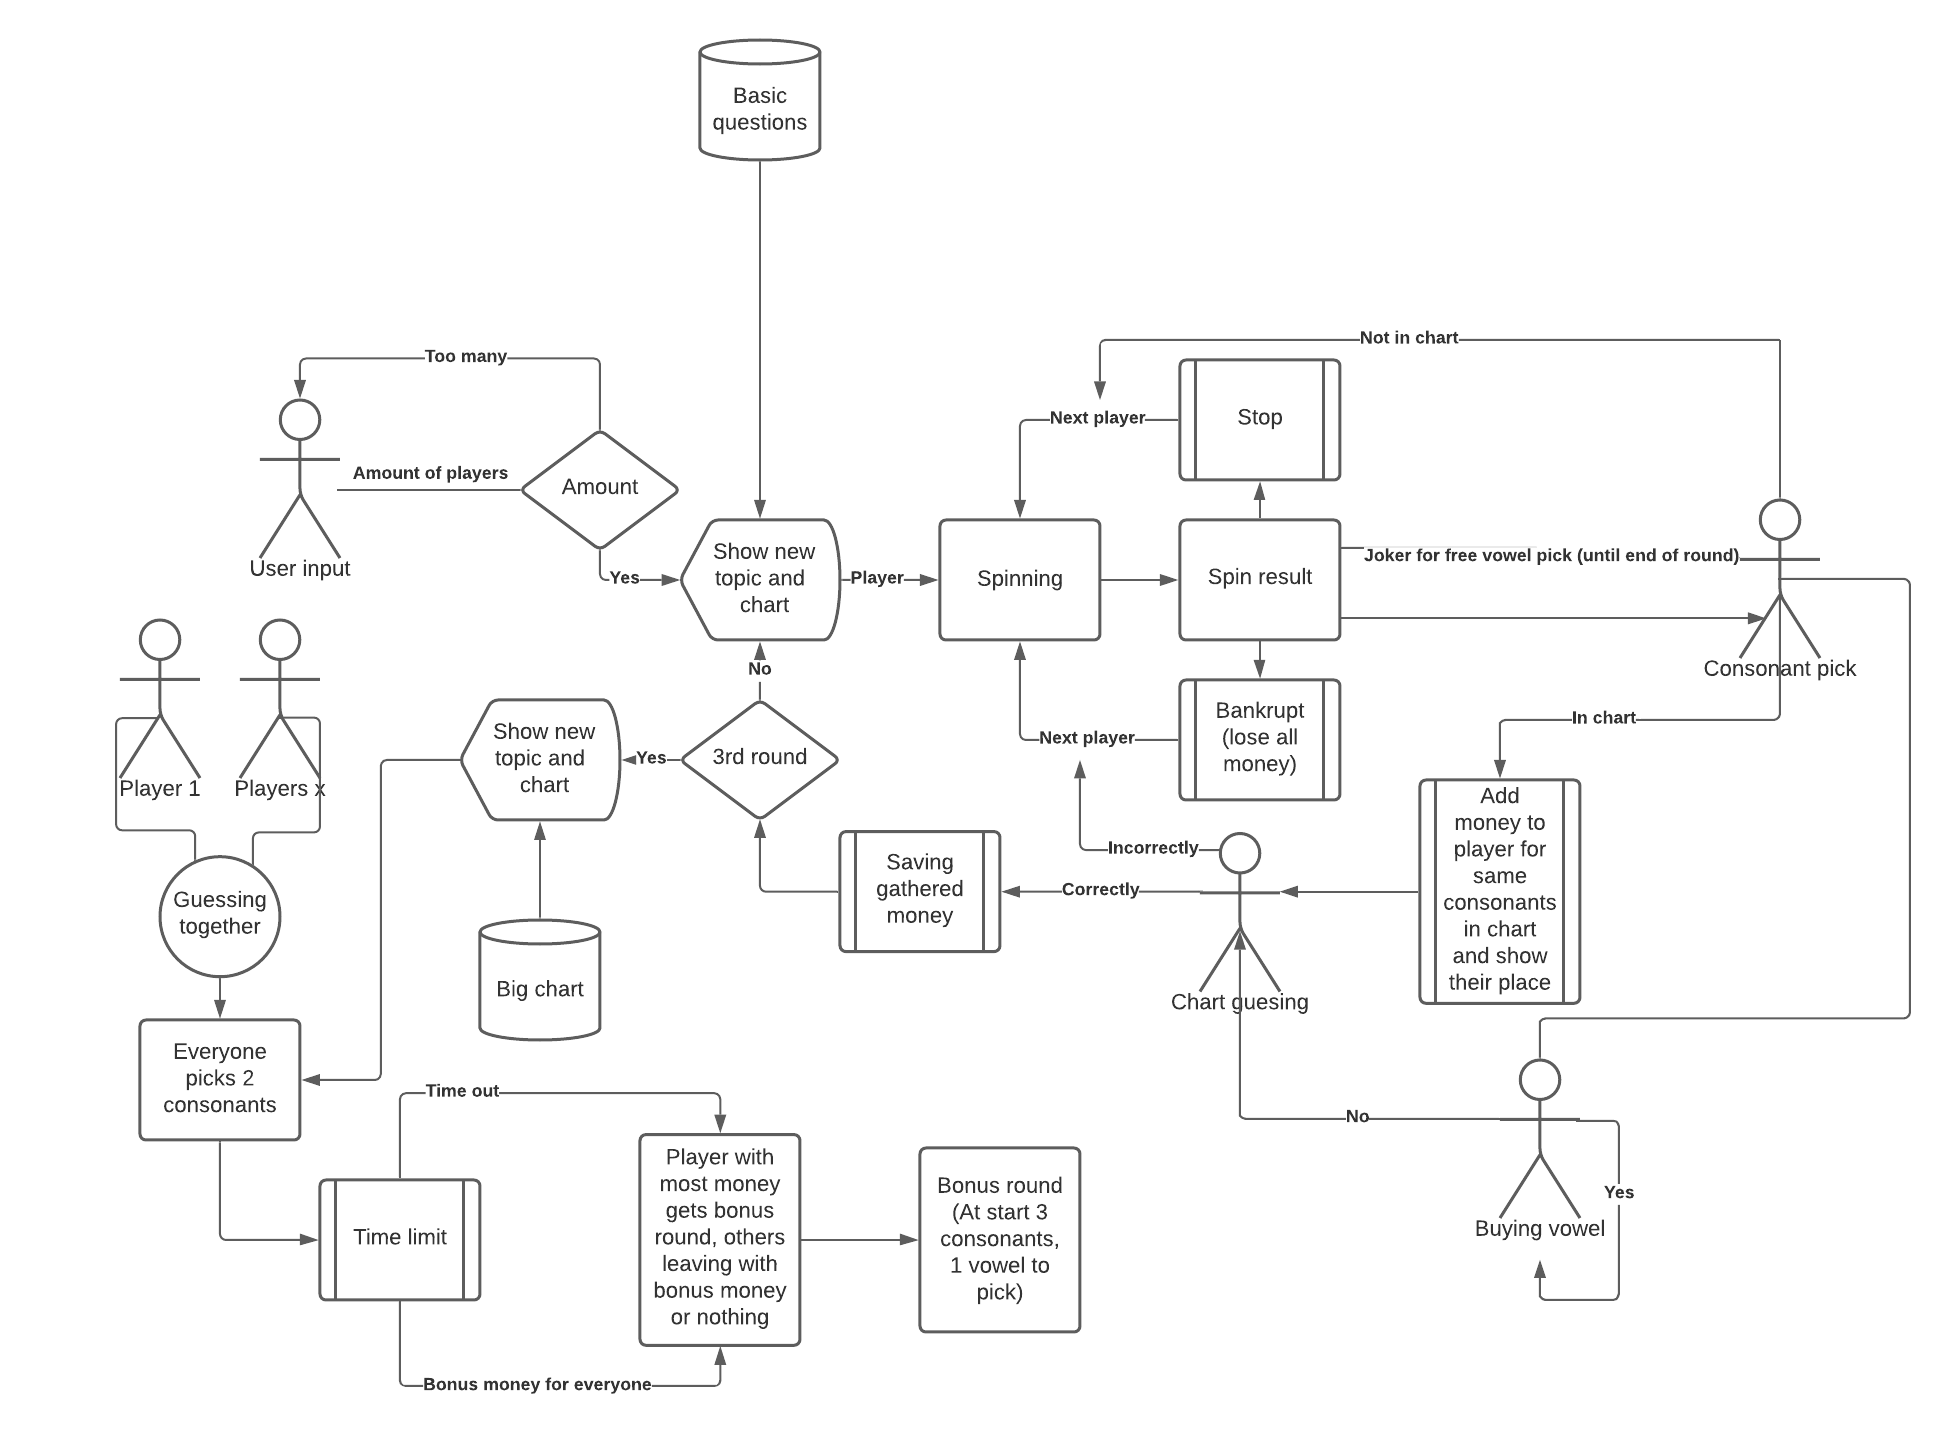 Basic
questions
Not in chart
Too many
Next player
Stop
Amount of players
Amount
Show new
topic and
chart
Player
Spinning
Spin result
Joker for free vowel pick (until end of round)
User input
Yes
No
Consonant pick
Bankrupt
(lose all
money)
Next player
In chart
Show new
topic and
chart
Yes
3rd round
Player 1
Players x
Add
money to
player for
same
consonants
in chart
and show
their place
Incorrectly
Correctly
Saving
gathered
money
Guessing
together
Big chart
Chart guesing
Everyone
picks 2
consonants
Time out
No
Player with
most money
gets bonus
round, others
leaving with
bonus money
or nothing
Bonus round
(At start 3
consonants,
1 vowel to
pick)
Yes
Buying vowel
Time limit
Bonus money for everyone